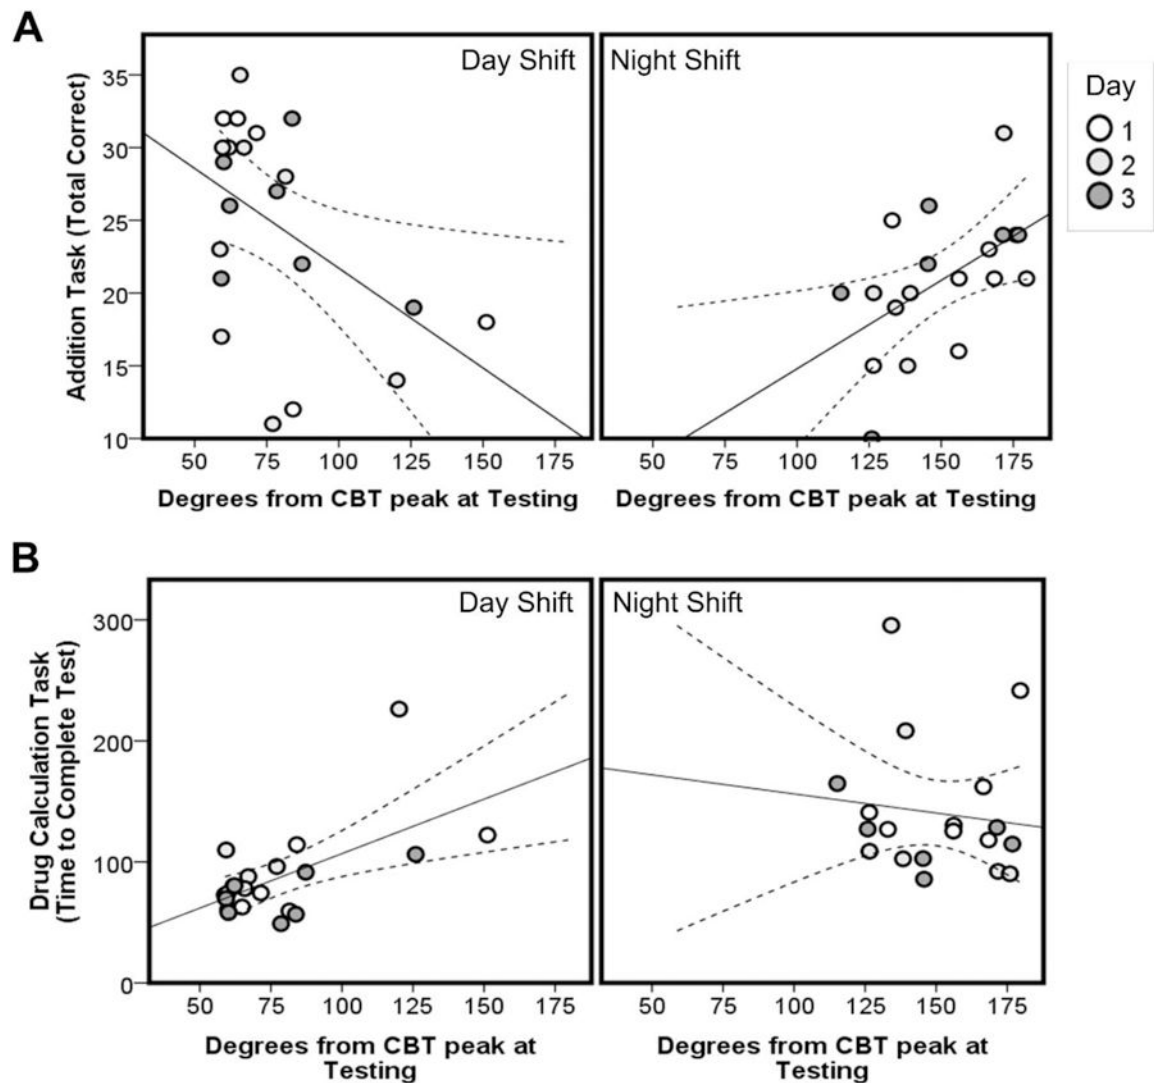 A
Day Shift
Night Shift
Day
1
2
3
Addition Task (Total Correct)
35
30
25
20
15
10
50 75 100 125 150 175
50 75 100 125 150 175
Degrees from CBT peak at Testing
Degrees from CBT peak at Testing
B
Day Shift
Night Shift
Drug Calculation Task
(Time to Complete Test)
300
200
100
0
50 75 100 125 150 175
50 75 100 125 150 175
Degrees from CBT peak at
Testing
Degrees from CBT peak at
Testing